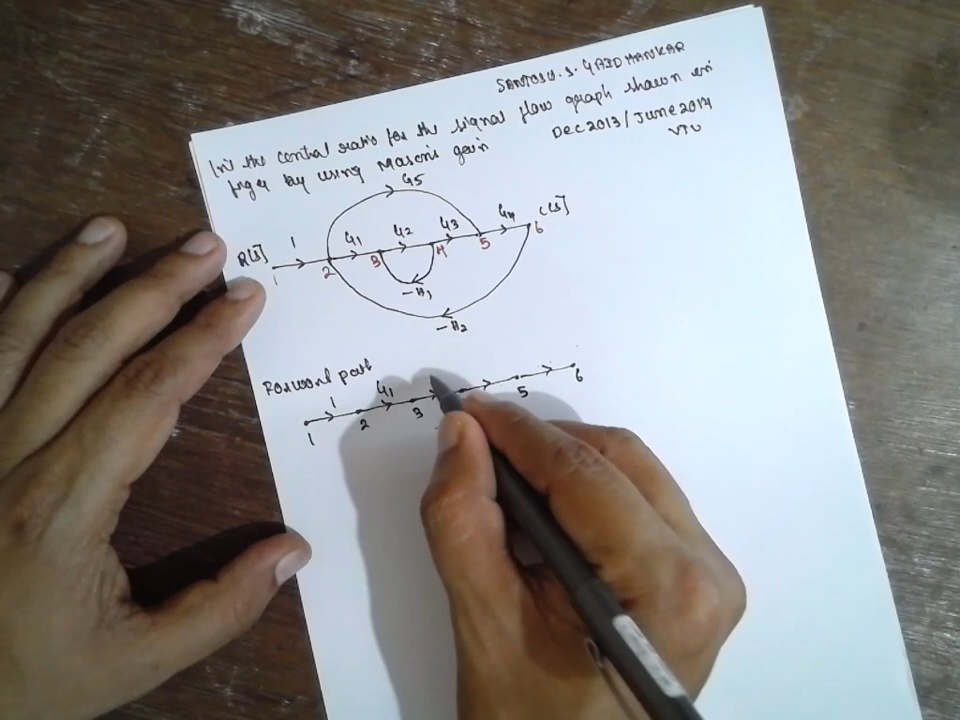 SANTOSH.S.GAIDHANKAR
the control ratio for the signal flow graph shown in
by using Mason's gain
Dec 2013/June 2014
VTU
G5
R[s] 1 G1 G2 G3 G4 C[s]
1 2 3 4 5 6
-H1
-H2
Forward path
1 G1
1 2 3 5 6